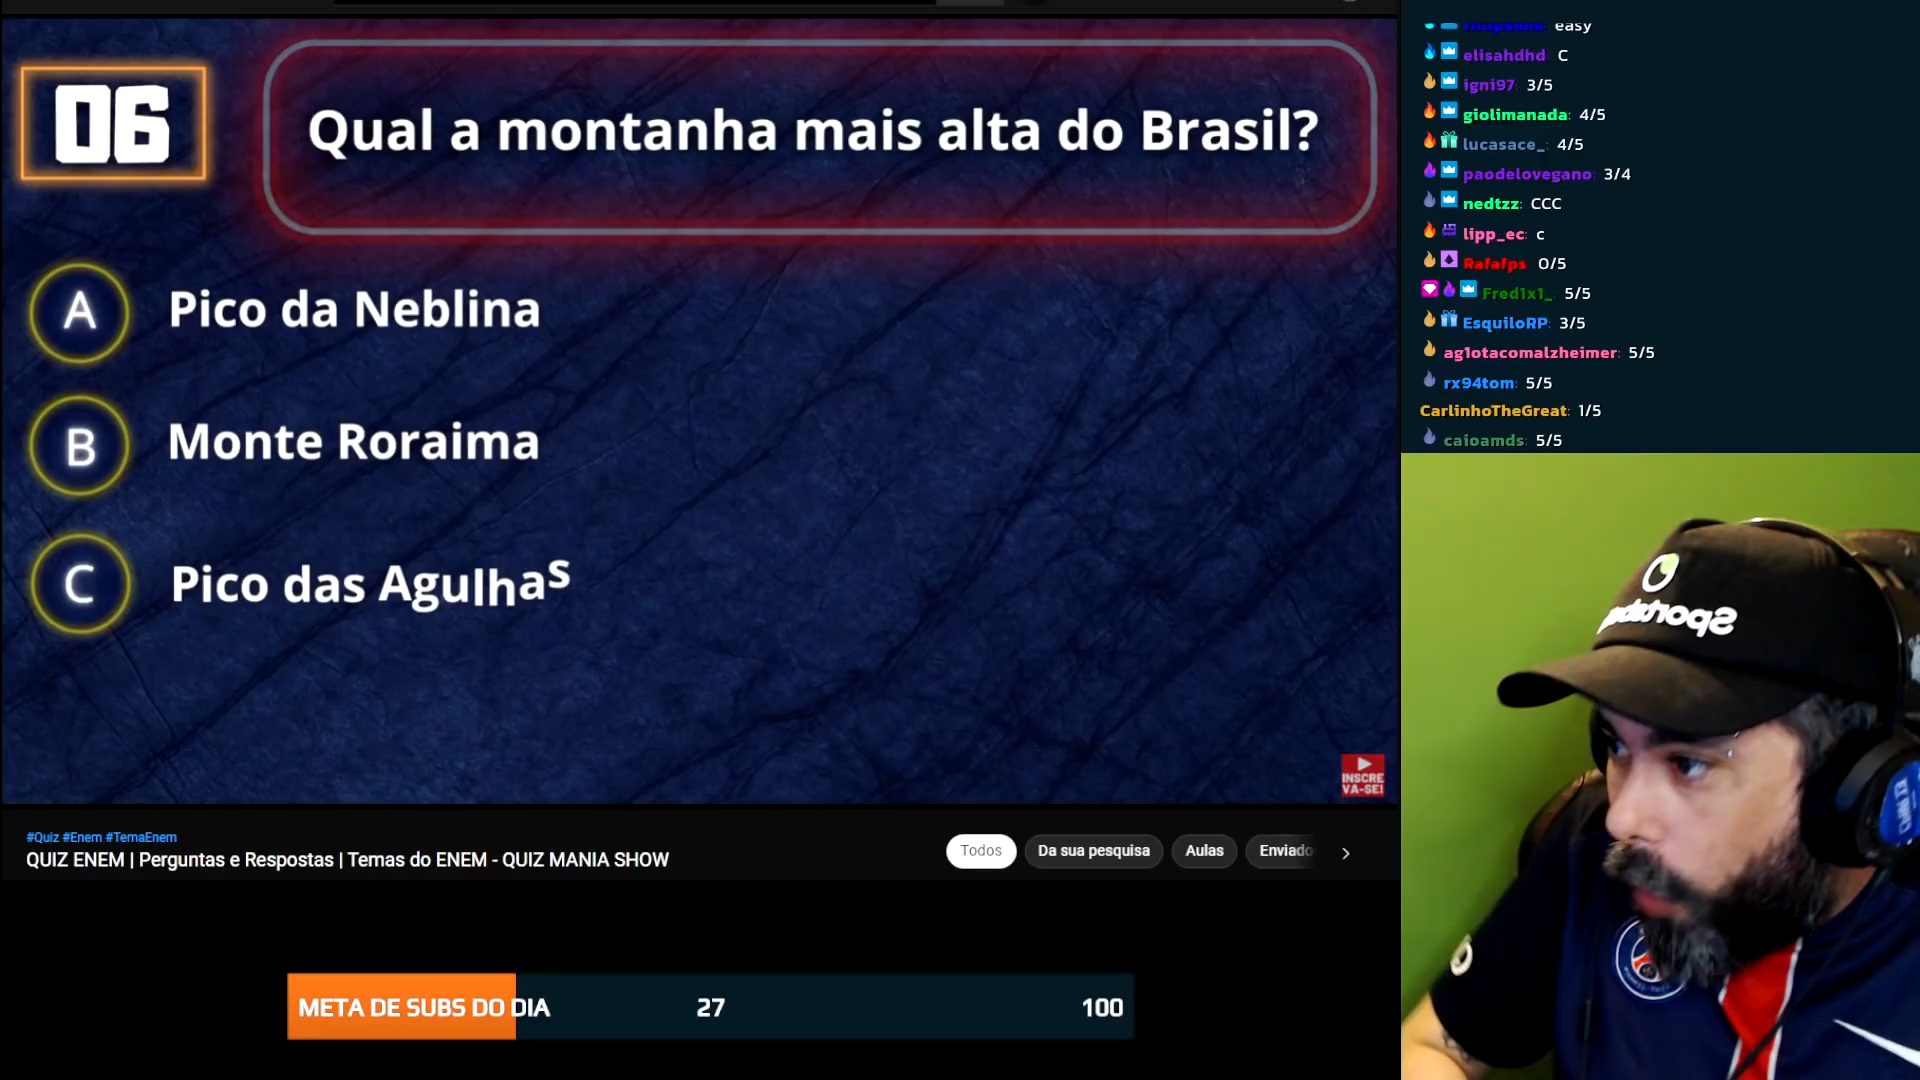 06
Qual a montanha mais alta do Brasil?
A Pico da Neblina
B Monte Roraima
C Pico das Agulhas
INSCRE
VA-SE!
#Quiz #Enem #TemaEnem
QUIZ ENEM | Perguntas e Respostas | Temas do ENEM - QUIZ MANIA SHOW
Todos Da sua pesquisa Aulas Enviado
META DE SUBS DO DIA 27 100
easy
elisahdhd: C
igni97: 3/5
giolimanada: 4/5
lucasace_: 4/5
paodelovegano: 3/4
nedtzz: CCC
lipp_ec: c
Rafafps: 0/5
Fred1x1_: 5/5
EsquiloRP: 3/5
ag1otacomalzheimer: 5/5
rx94tom: 5/5
CarlinhoTheGreat: 1/5
caioamds: 5/5